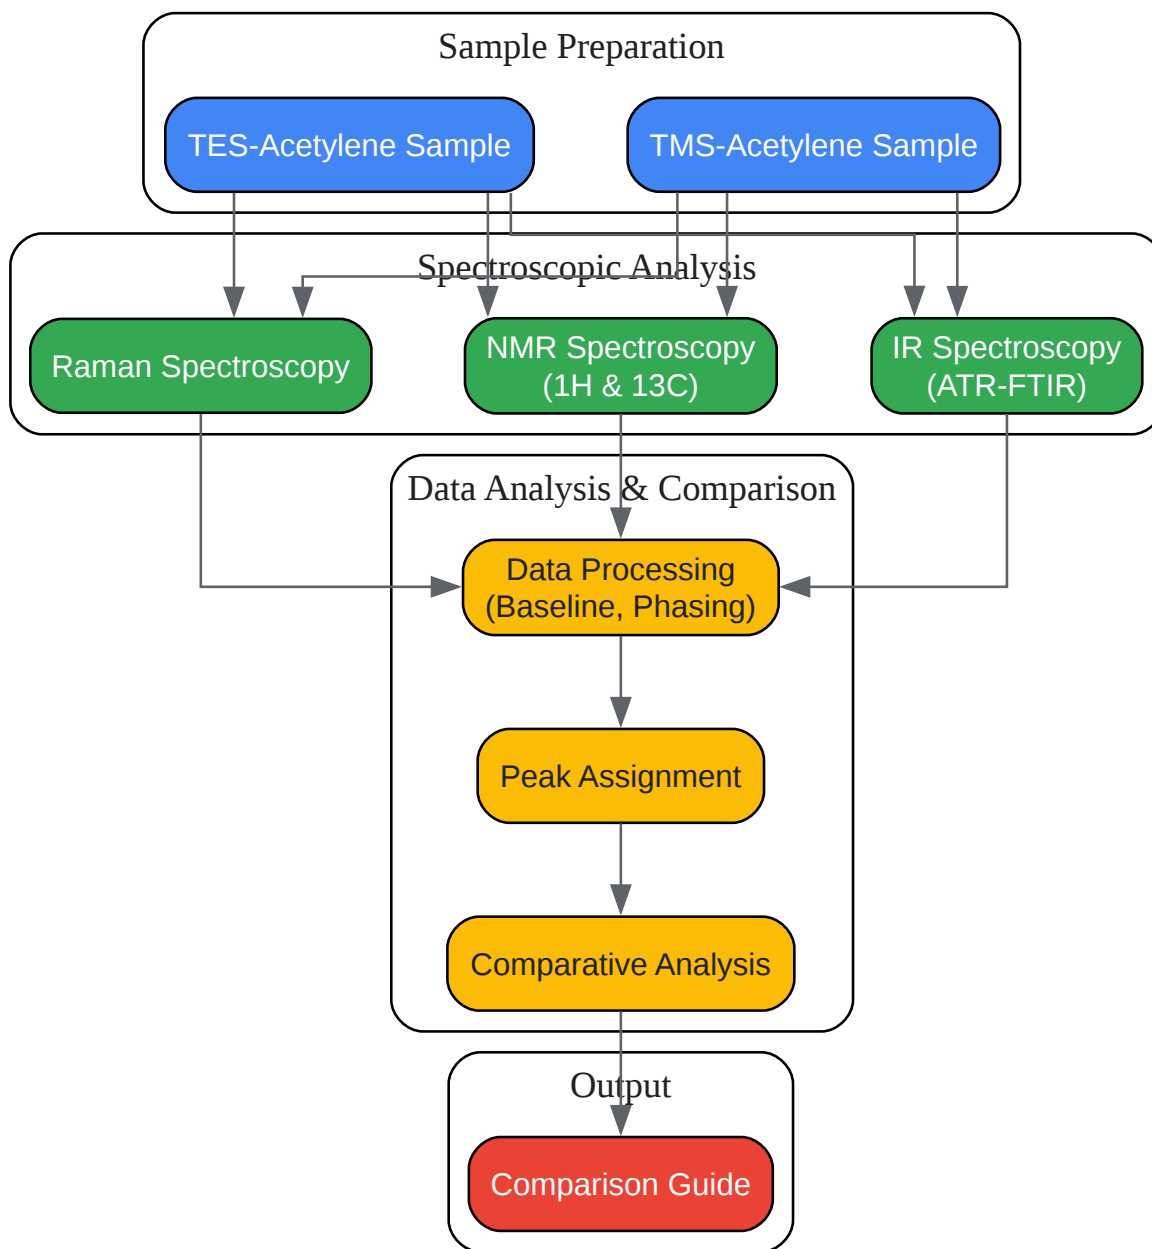 Sample Preparation
TES-Acetylene Sample
TMS-Acetylene Sample
Spectroscopic Analysis
Raman Spectroscopy
NMR Spectroscopy
(1H & 13C)
IR Spectroscopy
(ATR-FTIR)
Data Analysis & Comparison
Data Processing
(Baseline, Phasing)
Peak Assignment
Comparative Analysis
Output
Comparison Guide